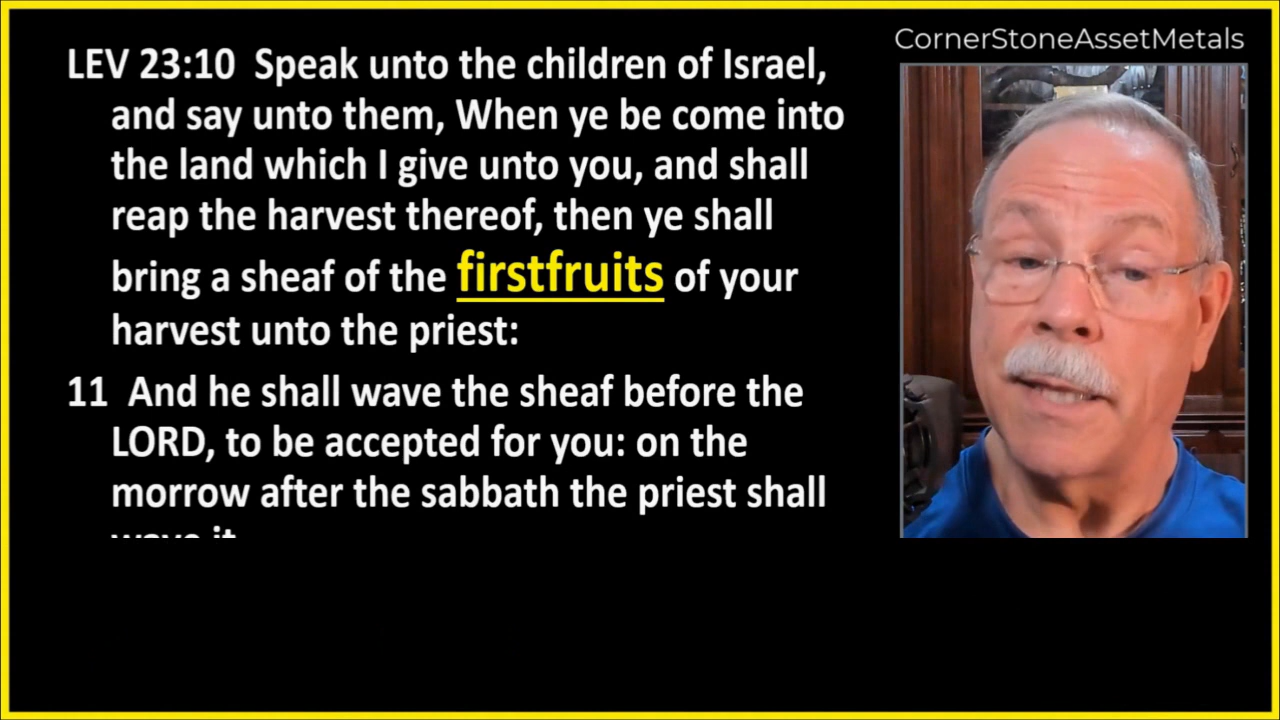 CornerStoneAssetMetals
LEV 23:10 Speak unto the children of Israel,
and say unto them, When ye be come into
the land which I give unto you, and shall
reap the harvest thereof, then ye shall
bring a sheaf of the firstfruits of your
harvest unto the priest:
11 And he shall wave the sheaf before the
LORD, to be accepted for you: on the
morrow after the sabbath the priest shall
wave it